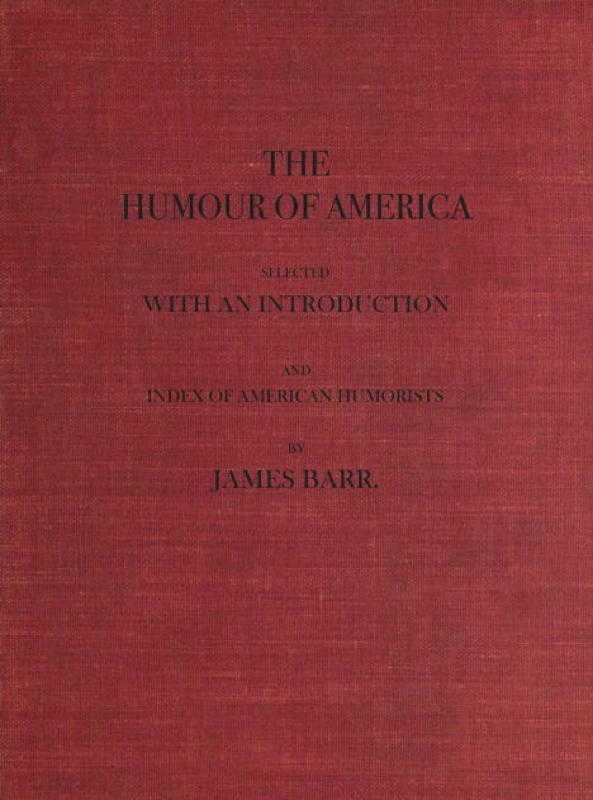 THE
HUMOUR OF AMERICA
SELECTED
WITH AN INTRODUCTION
AND
INDEX OF AMERICAN HUMORISTS
BY
JAMES BARR.